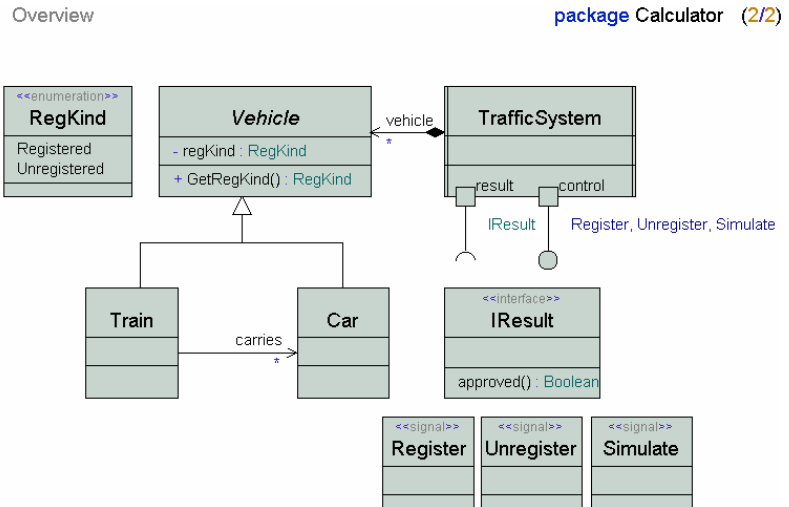 Overview
package Calculator (2/2)
<<enumeration>>
RegKind
Registered
Unregistered
Vehicle
- regKind : RegKind
+ GetRegKind() : RegKind
vehicle
*
TrafficSystem
result
control
IResult
Register, Unregister, Simulate
Train
carries
*
Car
<<interface>>
IResult
approved() : Boolean
<<signal>>
Register
<<signal>>
Unregister
<<signal>>
Simulate